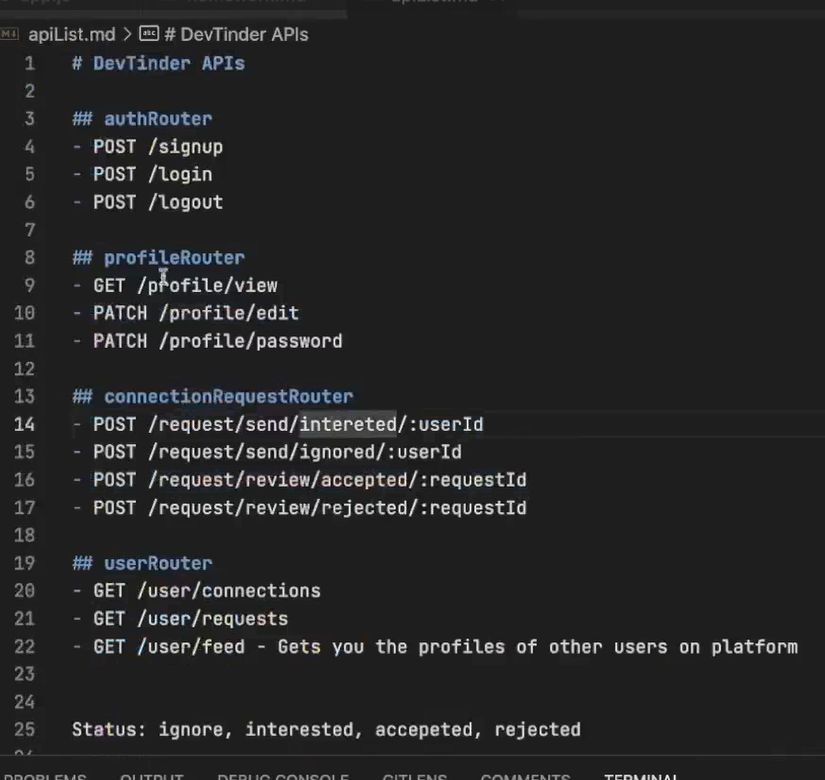 apiList.md > # DevTinder APIs
1 # DevTinder APIs
2
3 ## authRouter
4 - POST /signup
5 - POST /login
6 - POST /logout
7
8 ## profileRouter
9 - GET /profile/view
10 - PATCH /profile/edit
11 - PATCH /profile/password
12
13 ## connectionRequestRouter
14 - POST /request/send/intereted/:userId
15 - POST /request/send/ignored/:userId
16 - POST /request/review/accepted/:requestId
17 - POST /request/review/rejected/:requestId
18
19 ## userRouter
20 - GET /user/connections
21 - GET /user/requests
22 - GET /user/feed - Gets you the profiles of other users on platform
23
24
25 Status: ignore, interested, accepeted, rejected
PROBLEMS OUTPUT DEBUG CONSOLE GITLENS COMMENTS TERMINAL